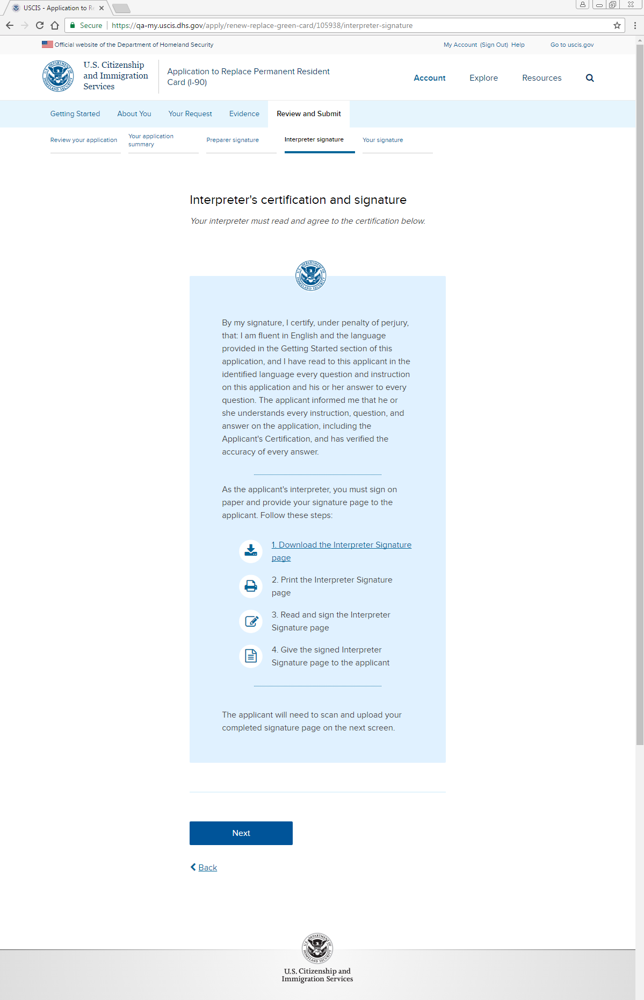 USCIS - Application to Re
Secure https://qa-my.uscis.dhs.gov/apply/renew-replace-green-card/105938/interpreter-signature
Official website of the Department of Homeland Security
My Account (Sign Out) Help Go to uscis.gov
U.S. Citizenship
and Immigration
Services
Application to Replace Permanent Resident
Card (I-90)
Account Explore Resources
Getting Started About You Your Request Evidence Review and Submit
Review your application
Your application
summary
Preparer signature
Interpreter signature
Your signature
Interpreter's certification and signature
Your interpreter must read and agree to the certification below.
U.S. DEPARTMENT OF HOMELAND SECURITY
By my signature, I certify, under penalty of perjury,
that: I am fluent in English and the language
provided in the Getting Started section of this
application, and I have read to this applicant in the
identified language every question and instruction
on this application and his or her answer to every
question. The applicant informed me that he or
she understands every instruction, question, and
answer on the application, including the
Applicant's Certification, and has verified the
accuracy of every answer.
As the applicant's interpreter, you must sign on
paper and provide your signature page to the
applicant. Follow these steps:
1. Download the Interpreter Signature
page
2. Print the Interpreter Signature
page
3. Read and sign the Interpreter
Signature page
4. Give the signed Interpreter
Signature page to the applicant
The applicant will need to scan and upload your
completed signature page on the next screen.
Next
Back
U.S. DEPARTMENT OF HOMELAND SECURITY
U.S. Citizenship and
Immigration Services